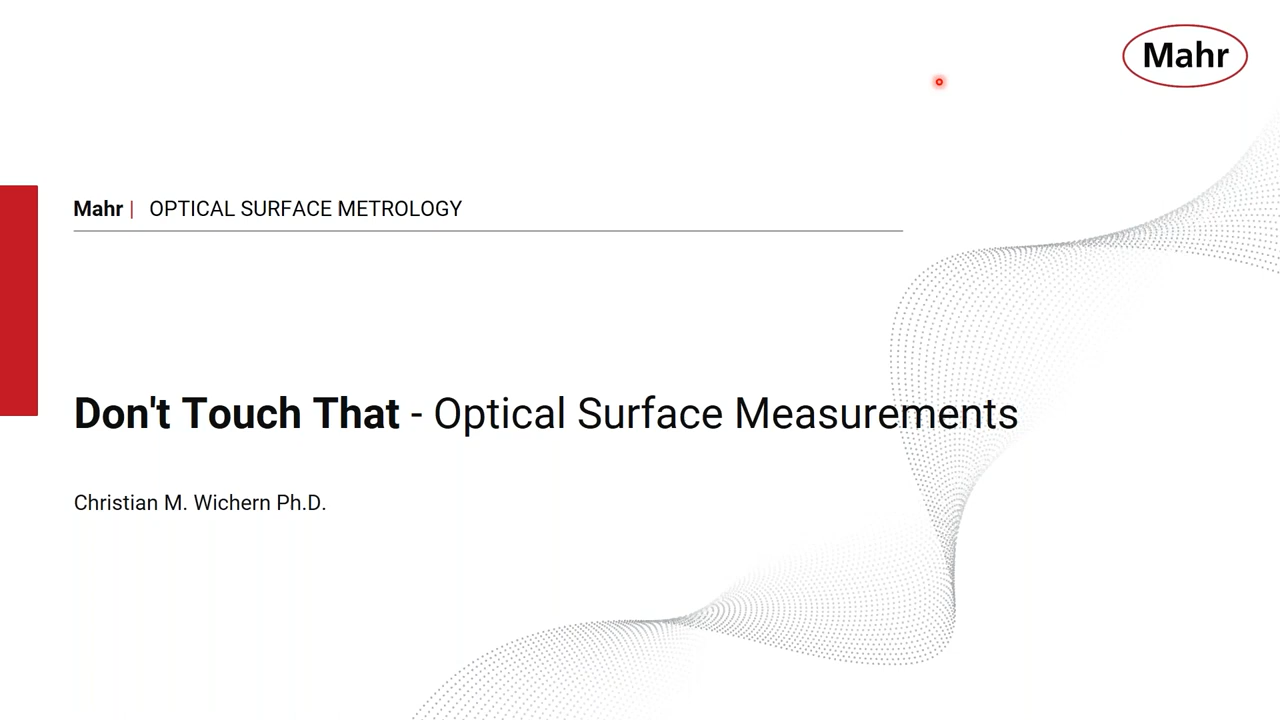 Mahr
Mahr | OPTICAL SURFACE METROLOGY
Don't Touch That - Optical Surface Measurements
Christian M. Wichern Ph.D.